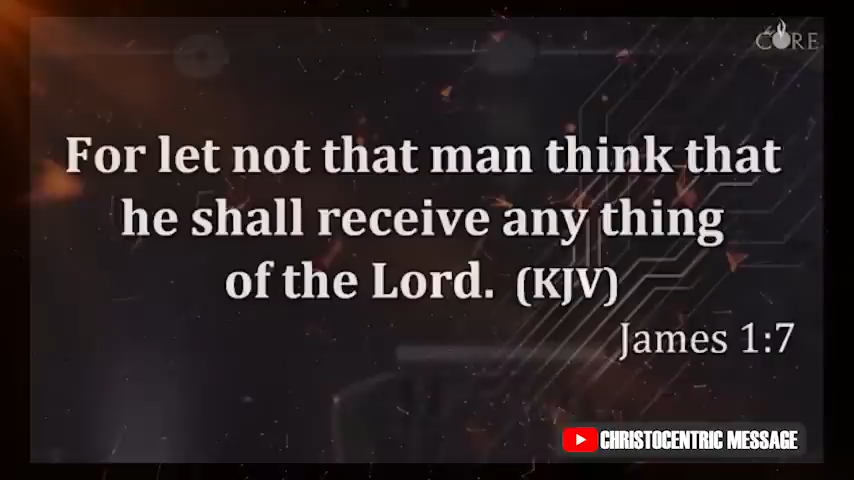 CORE
For let not that man think that
he shall receive any thing
of the Lord. (KJV)
James 1:7
CHRISTOCENTRIC MESSAGE